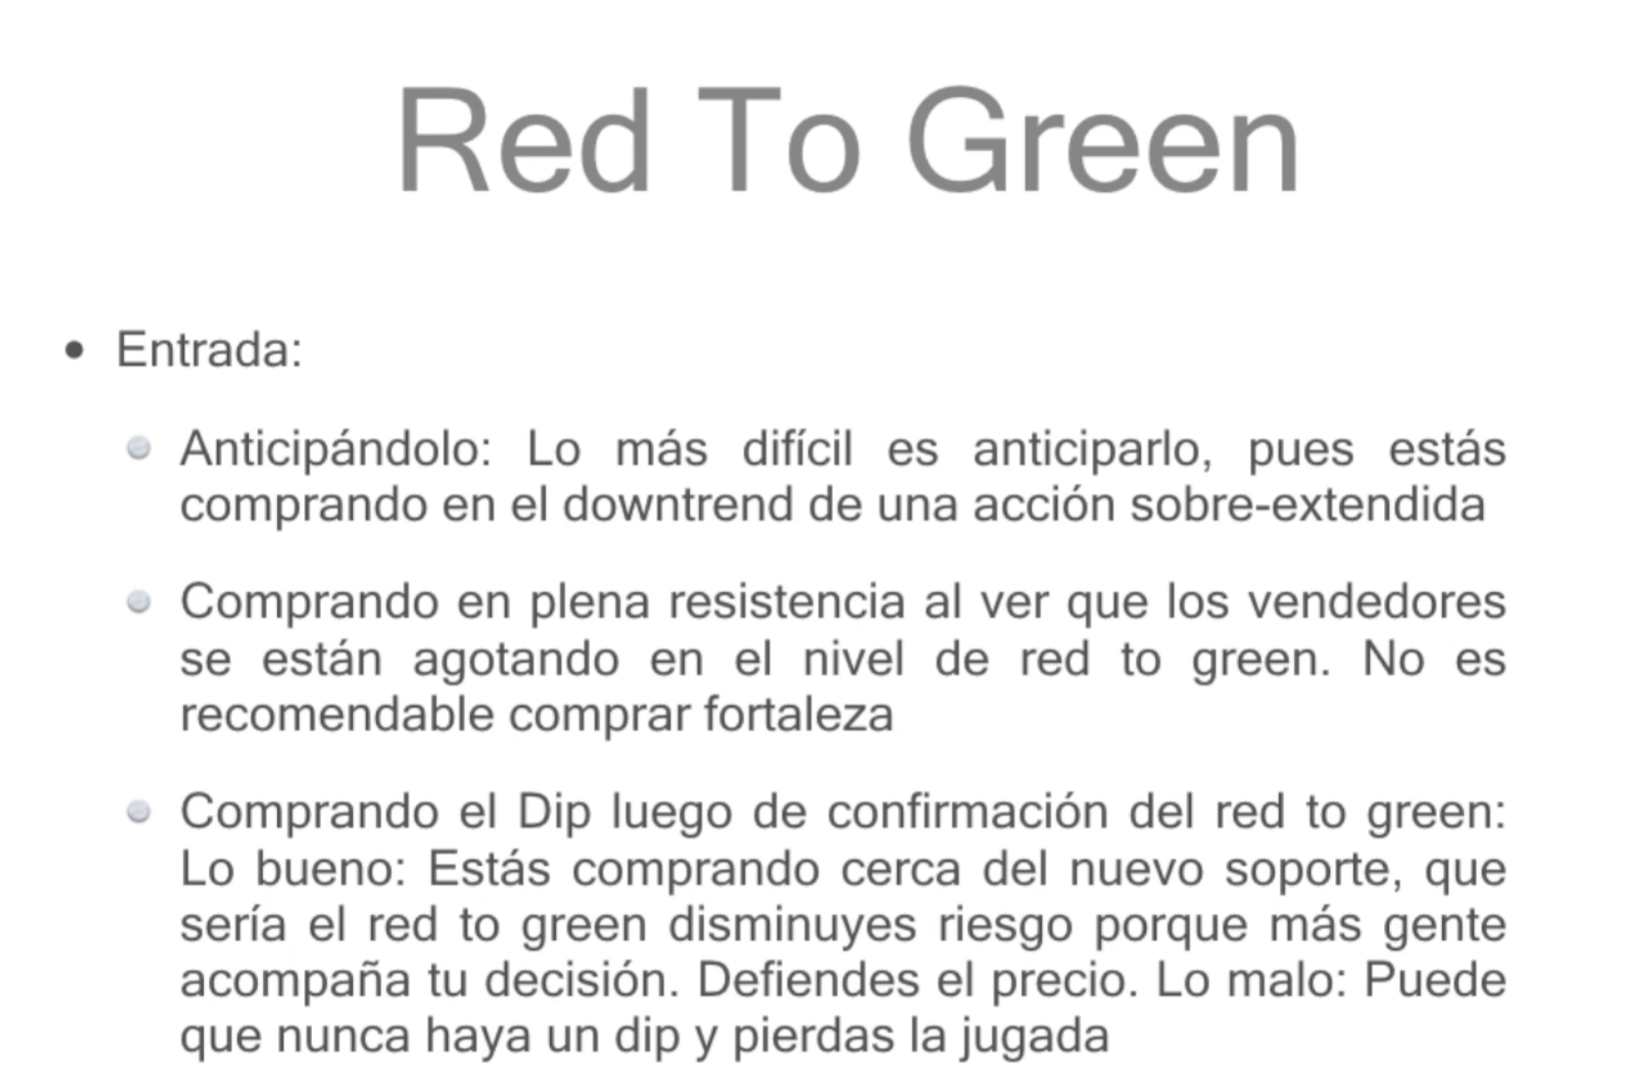 Red To Green
Entrada:
Anticipándolo: Lo más difícil es anticiparlo, pues estás
comprando en el downtrend de una acción sobre-extendida
Comprando en plena resistencia al ver que los vendedores
se están agotando en el nivel de red to green. No es
recomendable comprar fortaleza
Comprando el Dip luego de confirmación del red to green:
Lo bueno: Estás comprando cerca del nuevo soporte, que
sería el red to green disminuyes riesgo porque más gente
acompaña tu decisión. Defiendes el precio. Lo malo: Puede
que nunca haya un dip y pierdas la jugada